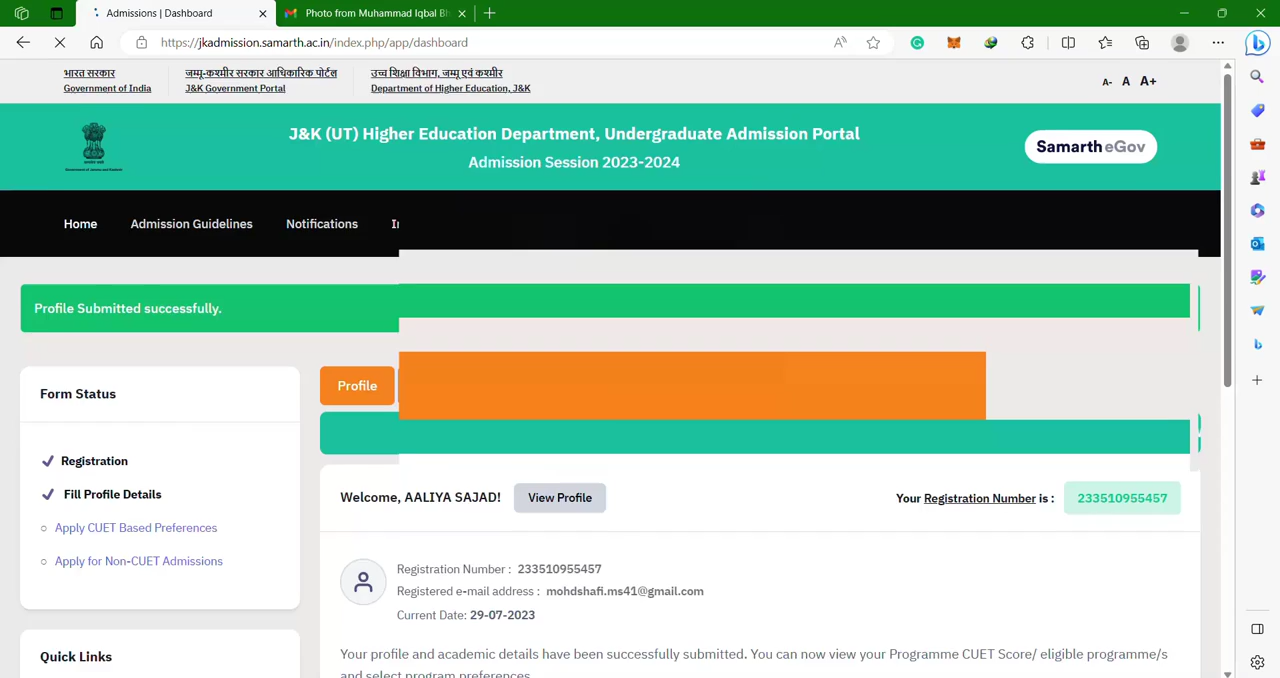 Admissions | Dashboard
Photo from Muhammad Iqbal Bh
https://jkadmission.samarth.ac.in/index.php/app/dashboard
भारत सरकार
Government of India
जम्मू-कश्मीर सरकार आधिकारिक पोर्टल
J&K Government Portal
उच्च शिक्षा विभाग, जम्मू एवं कश्मीर
Department of Higher Education, J&K
A- A A+
J&K (UT) Higher Education Department, Undergraduate Admission Portal
Admission Session 2023-2024
Samarth eGov
Home
Admission Guidelines
Notifications
Profile Submitted successfully.
Form Status
Registration
Fill Profile Details
Apply CUET Based Preferences
Apply for Non-CUET Admissions
Quick Links
Profile
Welcome, AALIYA SAJAD!
View Profile
Your Registration Number is :
233510955457
Registration Number : 233510955457
Registered e-mail address : mohdshafi.ms41@gmail.com
Current Date: 29-07-2023
Your profile and academic details have been successfully submitted. You can now view your Programme CUET Score/ eligible programme/s
and select program preferences